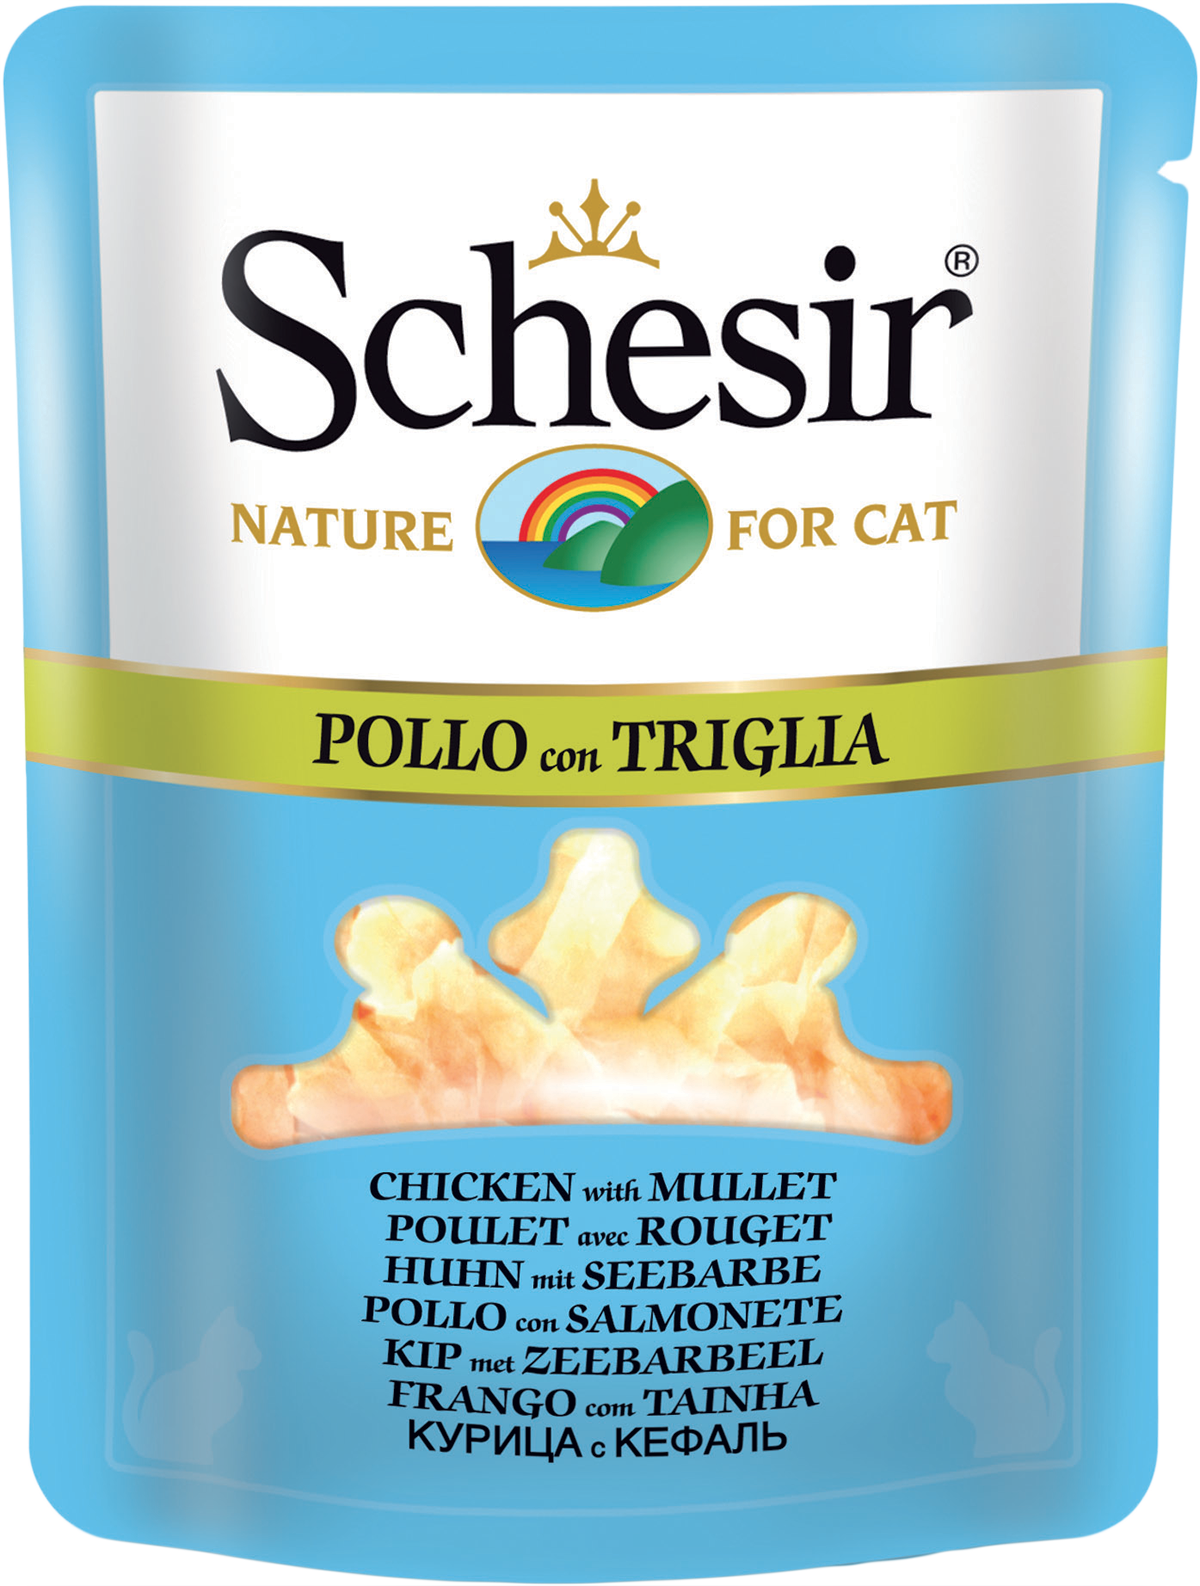 Schesir®
NATURE FOR CAT
POLLO con TRIGLIA
CHICKEN with MULLET
POULET avec ROUGET
HUHN mit SEEBARBE
POLLO con SALMONETE
KIP met ZEEBARBEEL
FRANGO com TAINHA
КУРИЦА с КЕФАЛЬ